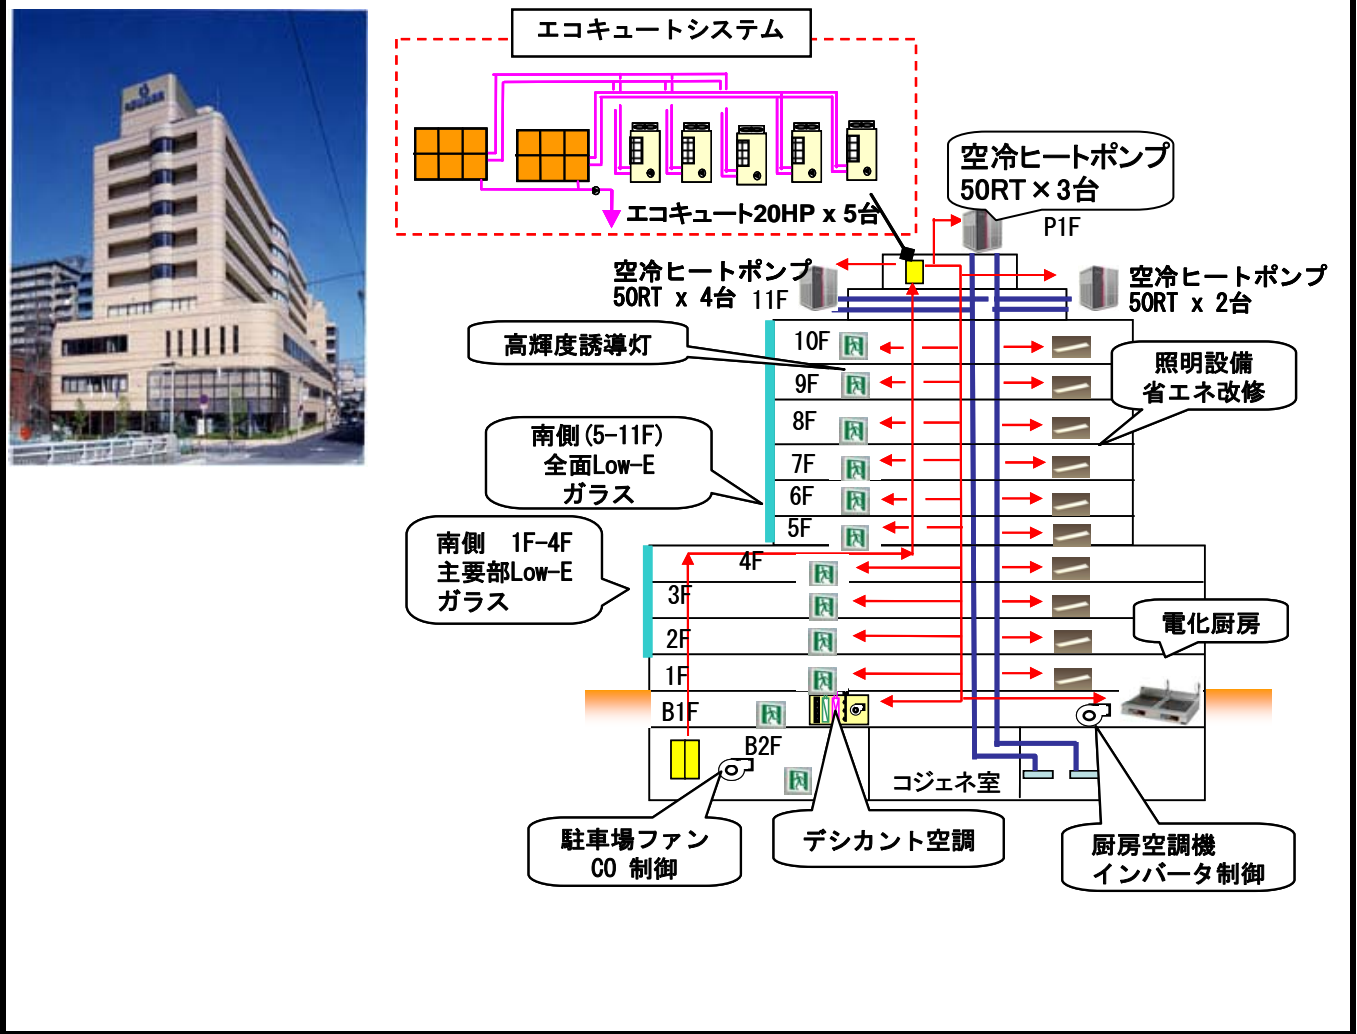 エコキュートシステム
エコキュート20HP x 5台
空冷ヒートポンプ
50RT×3台
P1F
空冷ヒートポンプ
50RT x 4台
11F
空冷ヒートポンプ
50RT x 2台
高輝度誘導灯
10F
照明設備
省エネ改修
9F
南側(5-11F)
全面Low-E
ガラス
8F
7F
6F
5F
南側 1F-4F
主要部Low-E
ガラス
4F
3F
電化厨房
2F
1F
B1F
B2F
コジェネ室
駐車場ファン
CO 制御
デシカント空調
厨房空調機
インバータ制御